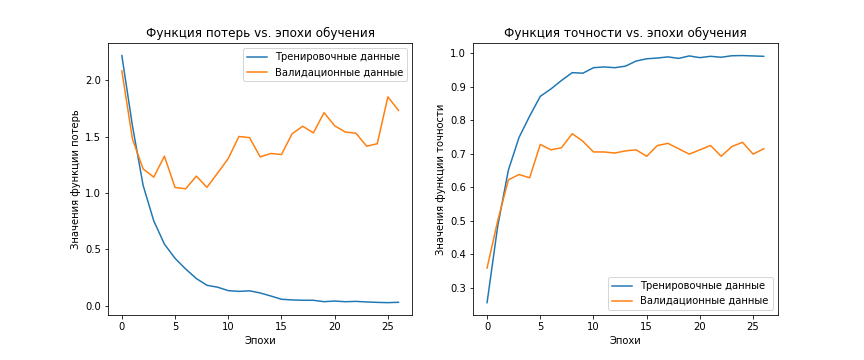 Функция потерь vs. эпохи обучения
Значения функции потерь
2.0
1.5
1.0
0.5
0.0
0
5
10
15
20
25
Эпохи
Тренировочные данные
Валидационные данные
Функция точности vs. эпохи обучения
Значения функции точности
1.0
0.9
0.8
0.7
0.6
0.5
0.4
0.3
0
5
10
15
20
25
Эпохи
Тренировочные данные
Валидационные данные